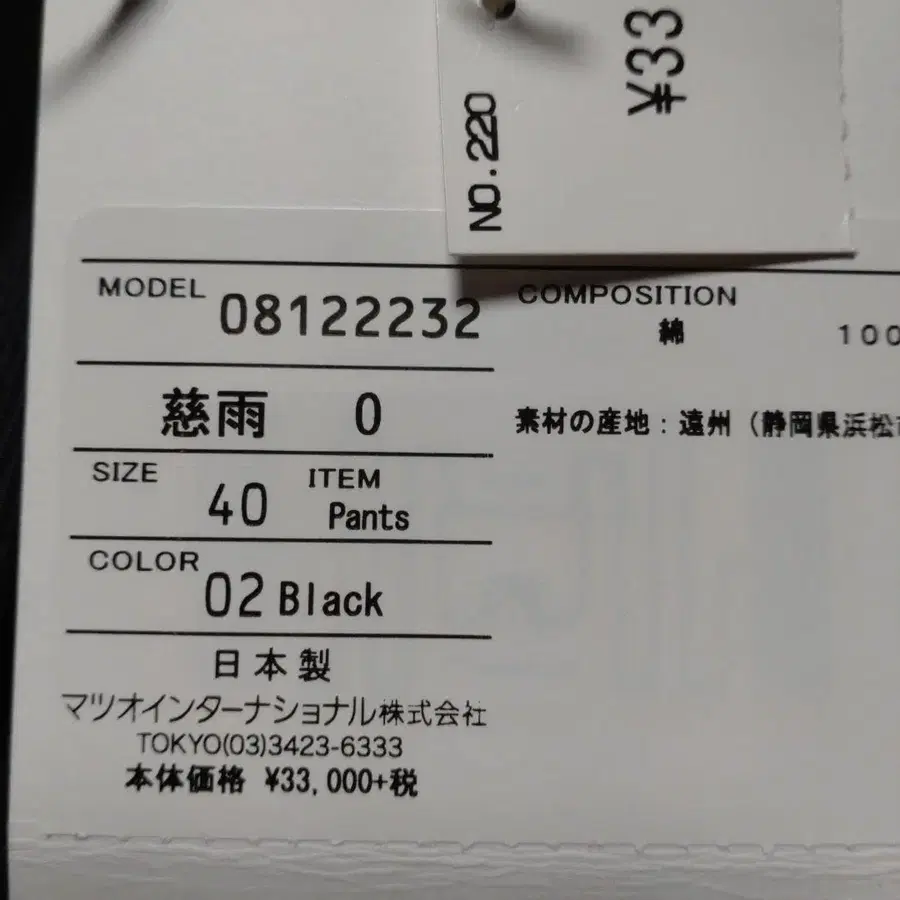 ¥33
NO.220
MODEL 08122232
慈雨 0
SIZE 40 ITEM Pants
COLOR 02 Black
日本製
マツオインターナショナル株式会社
TOKYO(03)3423-6333
本体価格 ¥33,000+税
COMPOSITION
綿 100
素材の産地:遠州(静岡県浜松